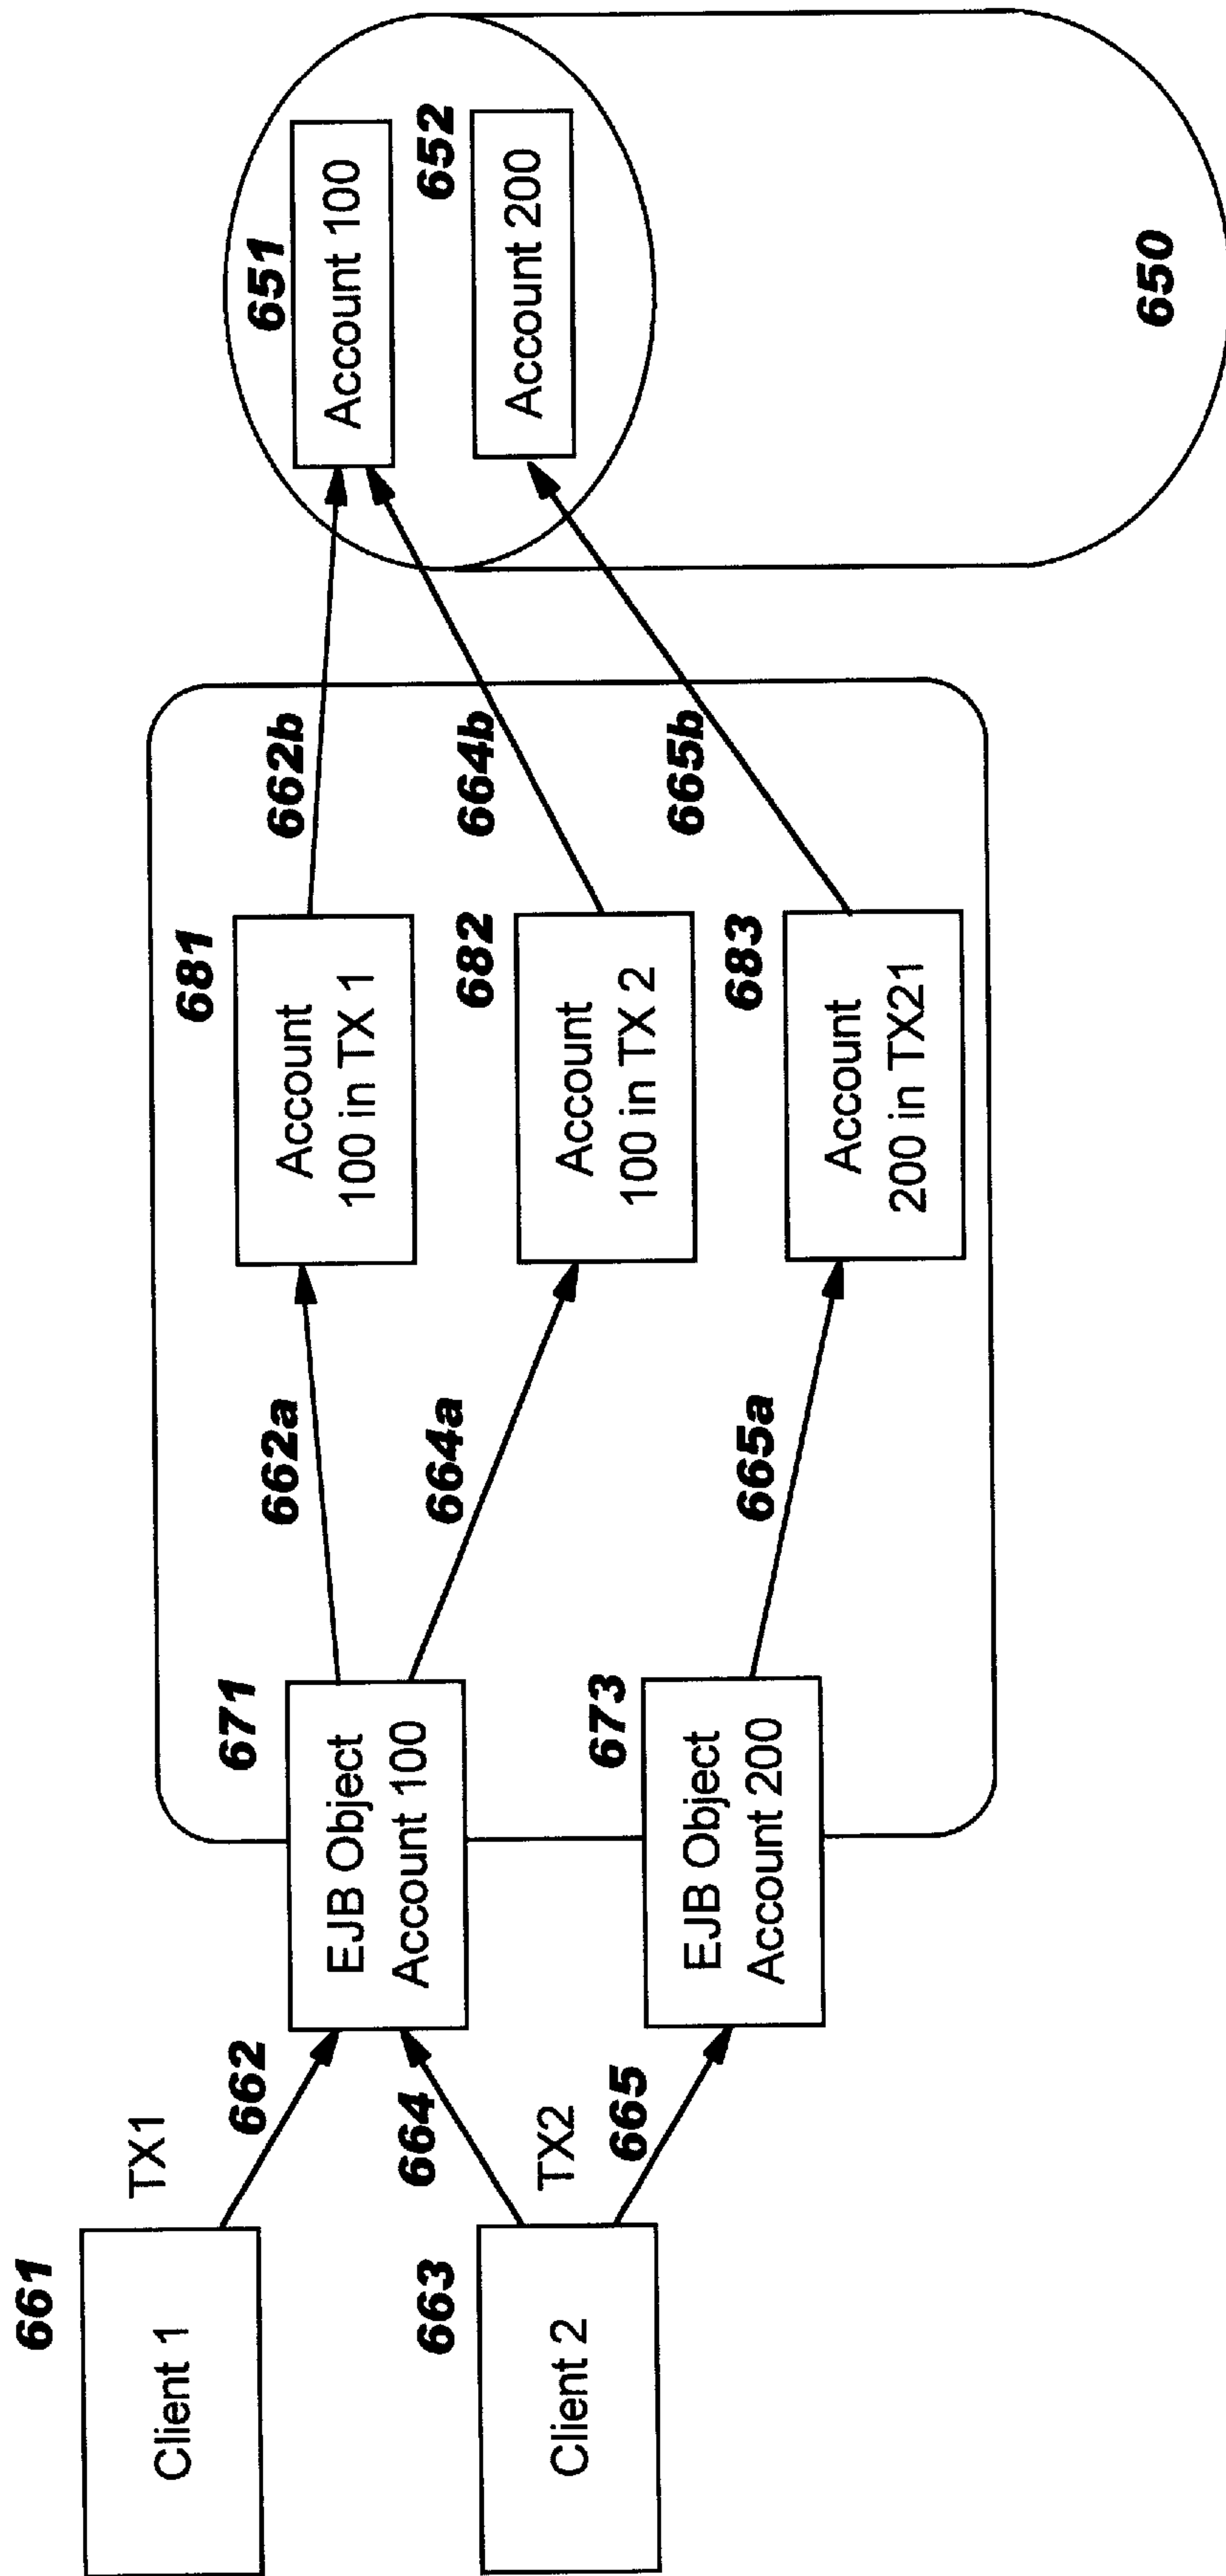 661
Client 1
TX1
662
663
Client 2
664
TX2
665
671
EJB Object
Account 100
673
EJB Object
Account 200
662a
664a
665a
681
Account
100 in TX 1
682
Account
100 in TX 2
683
Account
200 in TX21
662b
664b
665b
651
Account 100
652
Account 200
650